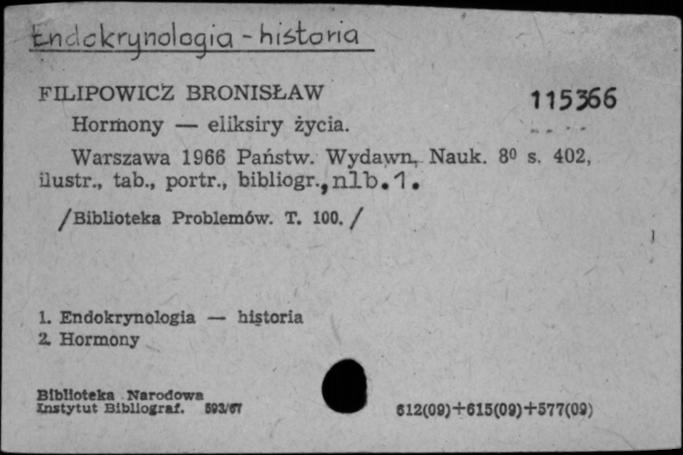 Endokrynologia - historia
FILIPOWICZ BRONISŁAW
115366
Hormony — eliksiry życia.
Warszawa 1966 Państw. Wydawn. Nauk. 8⁰ s. 402,
ilustr., tab., portr., bibliogr., nlb. 1.
/Biblioteka Problemów. T. 100. /
1. Endokrynologia — historia
2. Hormony
Biblioteka Narodowa
Instytut Bibliograf. 593/67
612(09)+615(09)+577(09)